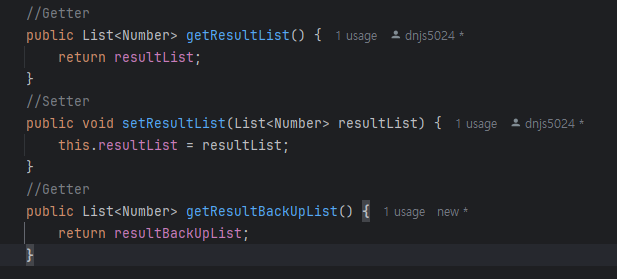 //Getter
public List<Number> getResultList() { 1 usage dnjs5024 *
return resultList;
}
//Setter
public void setResultList(List<Number> resultList) { 1 usage dnjs5024 *
this.resultList = resultList;
}
//Getter
public List<Number> getResultBackUpList() { 1 usage new *
return resultBackUpList;
}